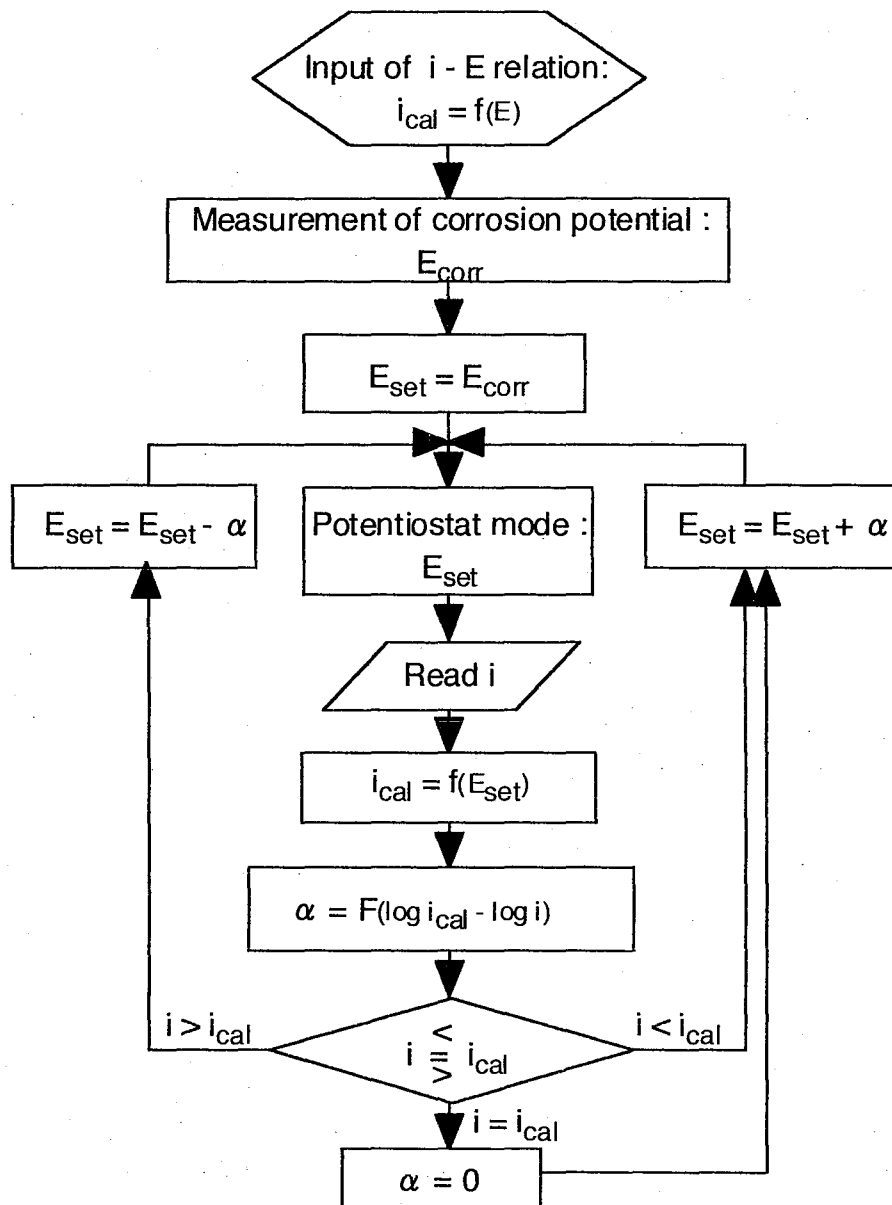 Input of i - E relation:
i_cal = f(E)
Measurement of corrosion potential :
E_corr
E_set = E_corr
E_set = E_set - α
Potentiostat mode :
E_set
E_set = E_set + α
Read i
i_cal = f(E_set)
α = F(log i_cal - log i)
i > i_cal
i < i_cal
<
i = i_cal
>
i = i_cal
α = 0